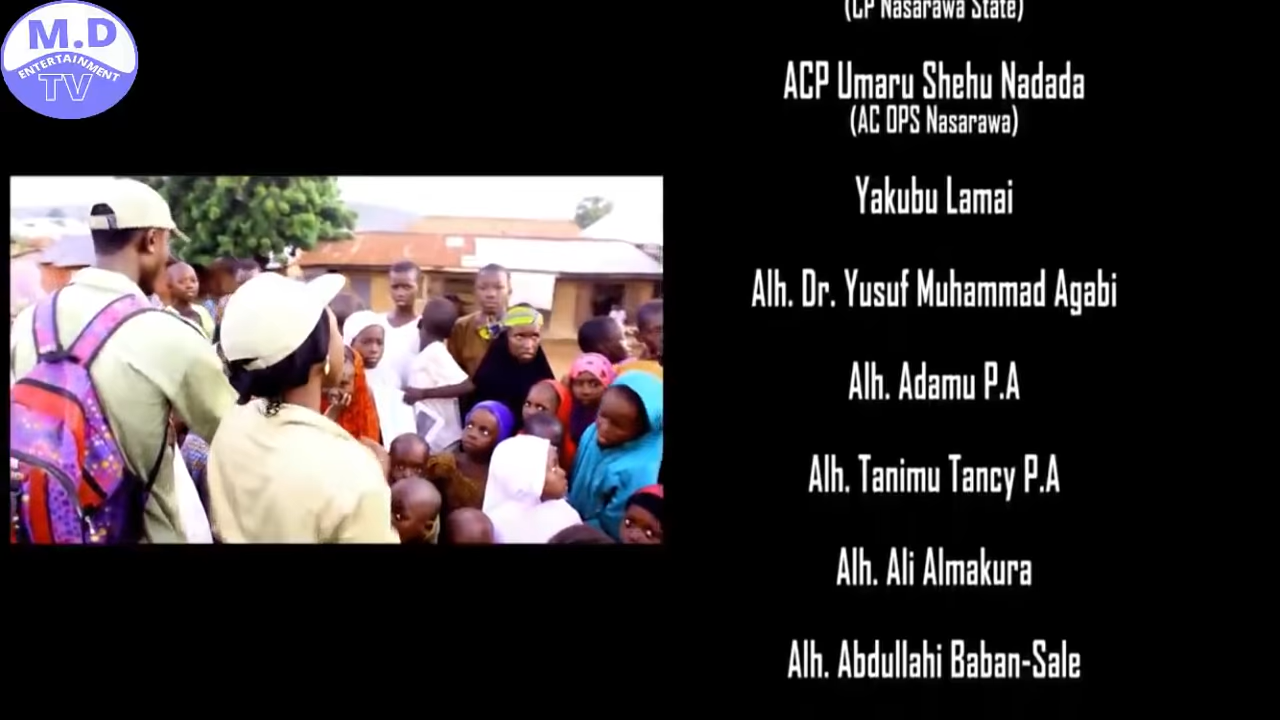 M.D
ENTERTAINMENT
TV
(CP Nasarawa State)
ACP Umaru Shehu Nadada
(AC OPS Nasarawa)
Yakubu Lamai
Alh. Dr. Yusuf Muhammad Agabi
Alh. Adamu P.A
Alh. Tanimu Tancy P.A
Alh. Ali Almakura
Alh. Abdullahi Baban-Sale